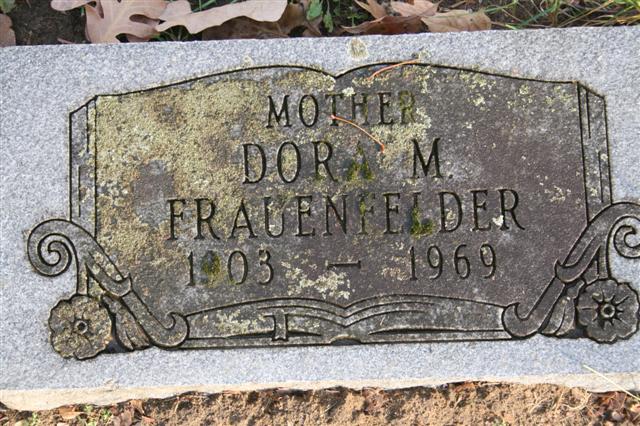 MOTHER
DORA M.
FRAUENFELDER
1903 — 1969